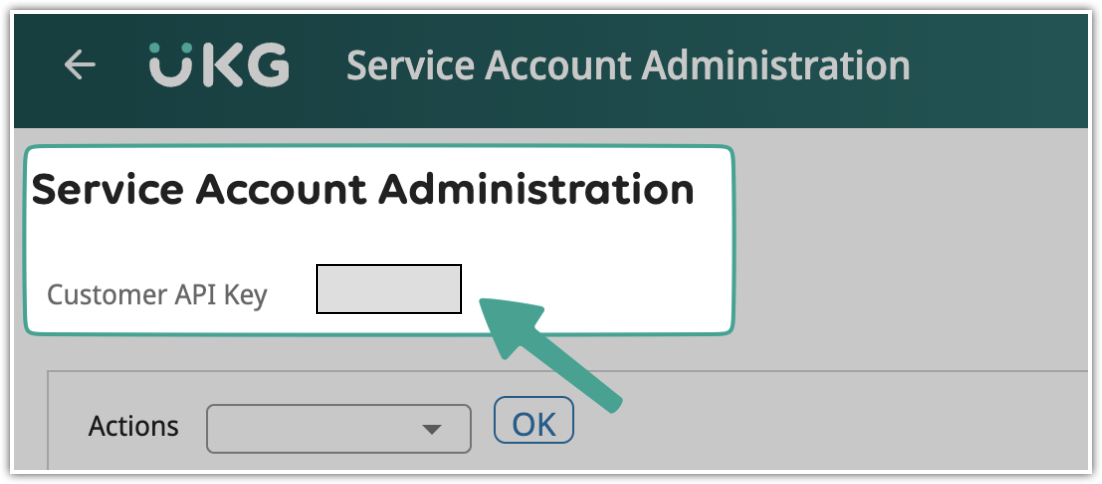 UKG Service Account Administration
Service Account Administration
Customer API Key
Actions OK